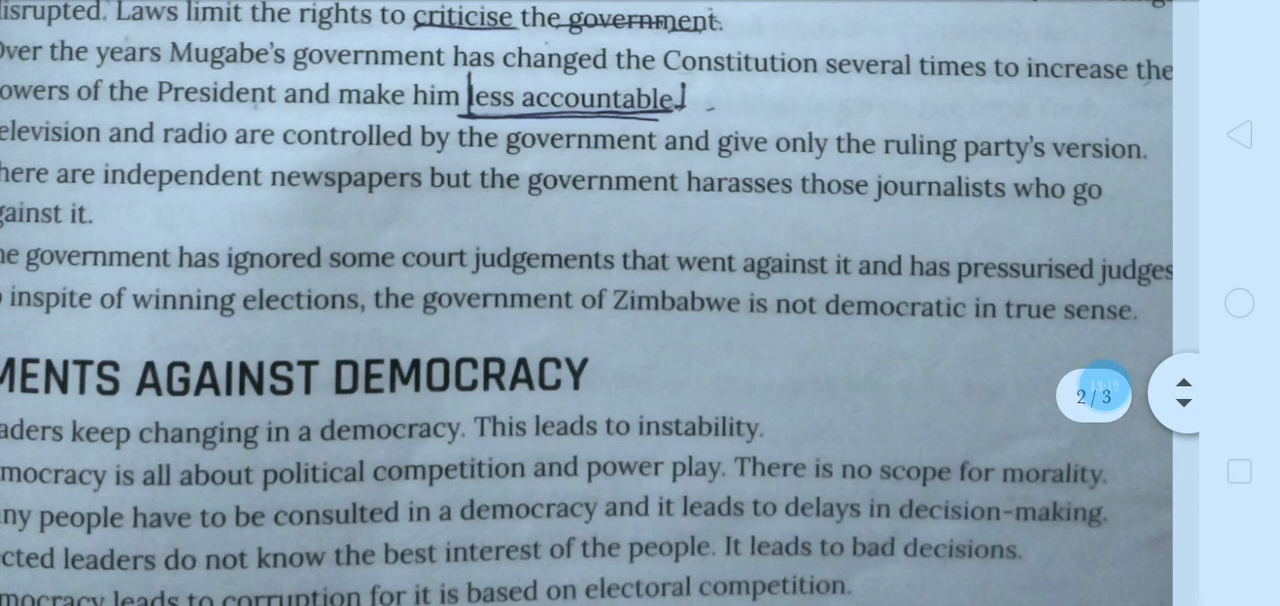 isrupted. Laws limit the rights to criticise the government.
ver the years Mugabe's government has changed the Constitution several times to increase the
owers of the President and make him less accountable.
elevision and radio are controlled by the government and give only the ruling party's version.
here are independent newspapers but the government harasses those journalists who go
gainst it.
he government has ignored some court judgements that went against it and has pressurised judges
inspite of winning elections, the government of Zimbabwe is not democratic in true sense.
MENTS AGAINST DEMOCRACY
aders keep changing in a democracy. This leads to instability.
mocracy is all about political competition and power play. There is no scope for morality.
ny people have to be consulted in a democracy and it leads to delays in decision-making.
cted leaders do not know the best interest of the people. It leads to bad decisions.
mocracy leads to corruption for it is based on electoral competition.
13:12
2 / 3